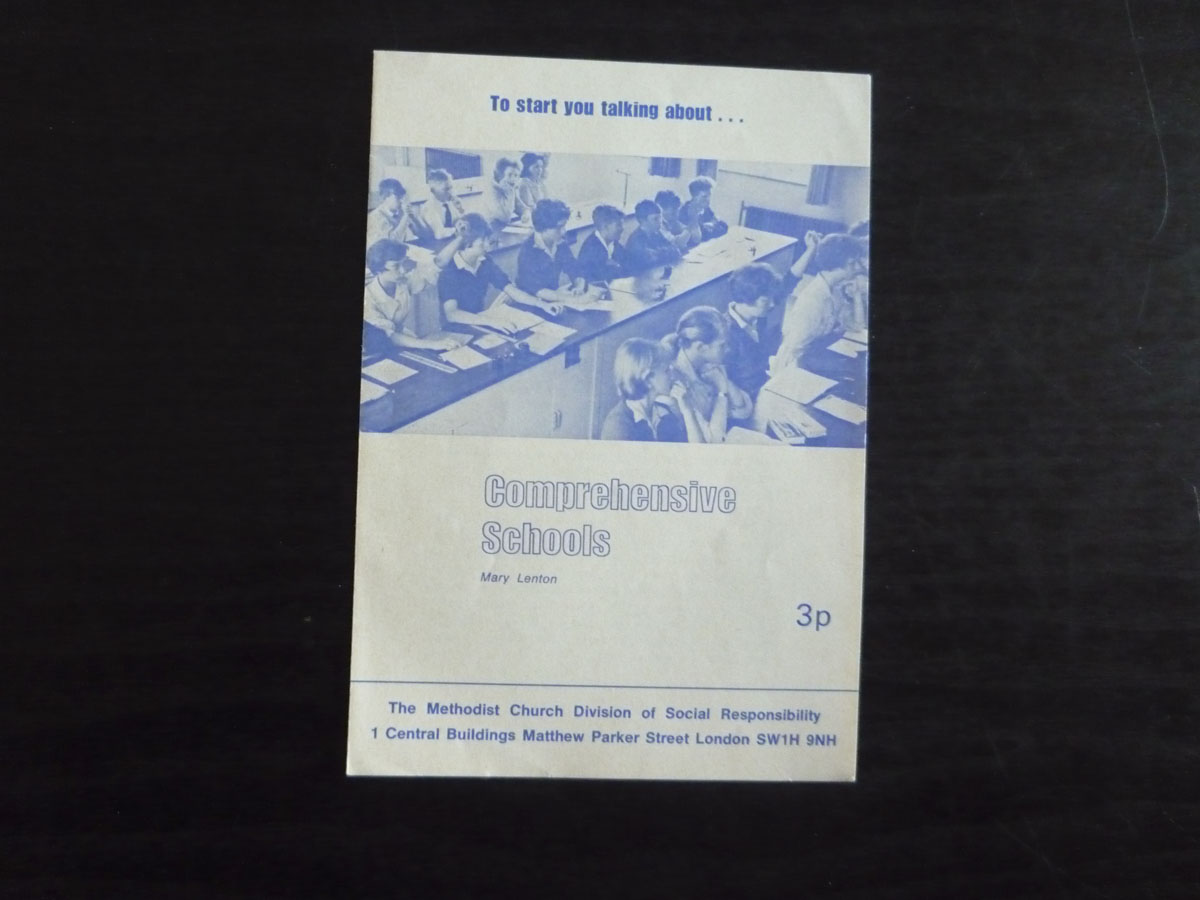 To start you talking about . . .
Comprehensive
Schools
Mary Lenton
3p
The Methodist Church Division of Social Responsibility
1 Central Buildings Matthew Parker Street London SW1H 9NH